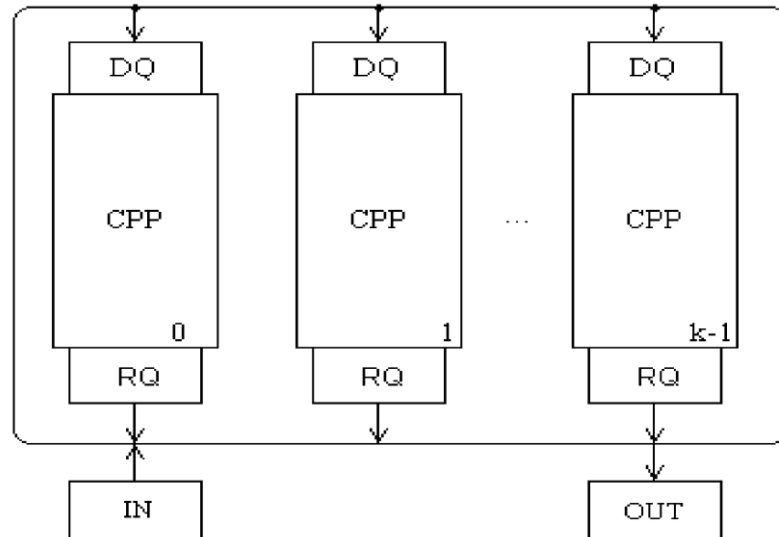 DQ DQ DQ
CPP CPP ... CPP
0 1 k-1
RQ RQ RQ
IN OUT